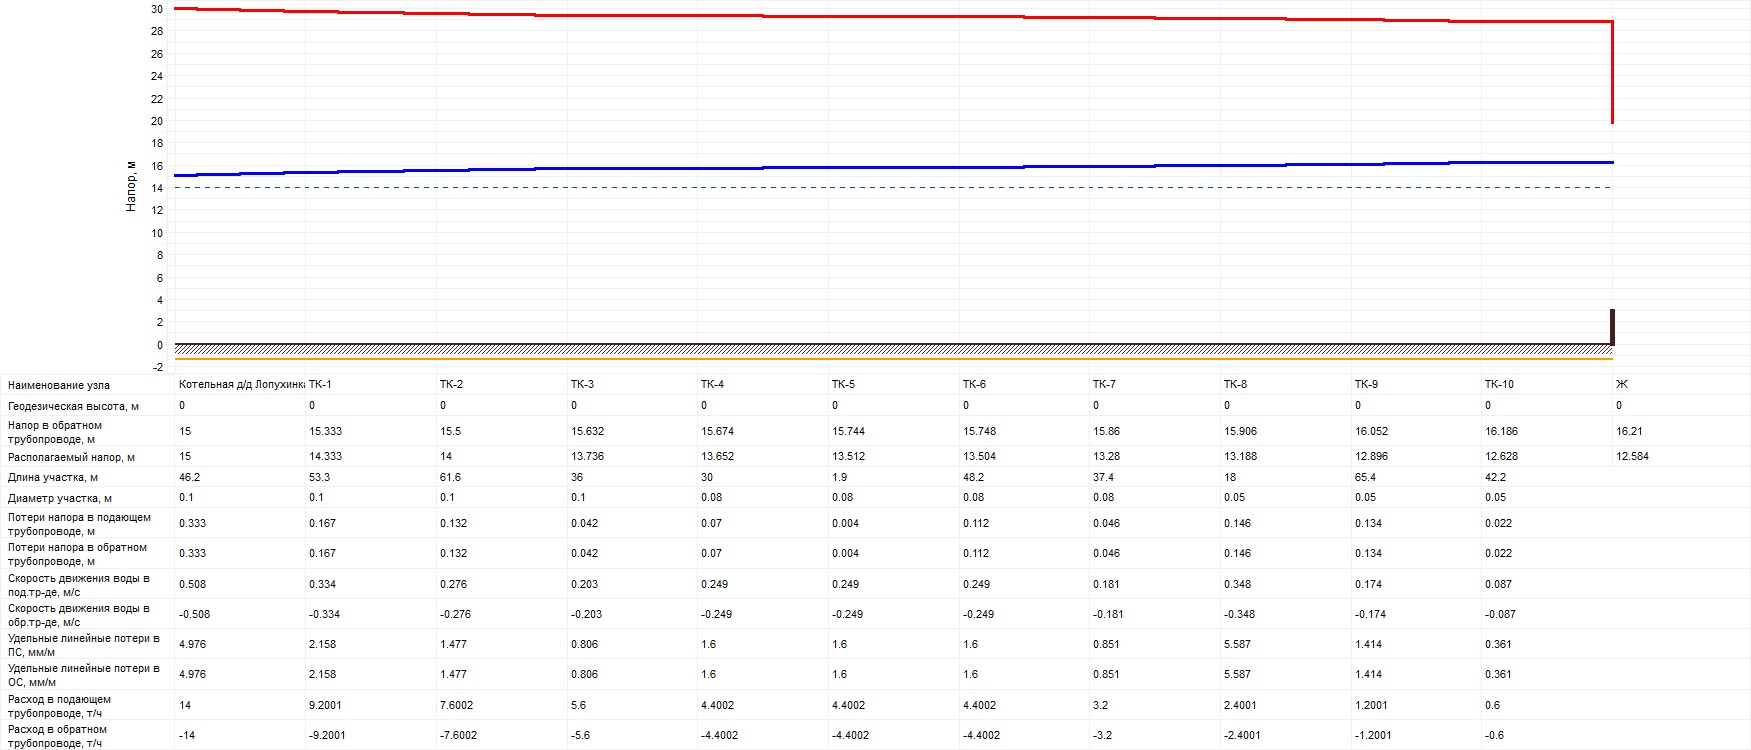 30
28
26
24
22
20
18
16
14
12
10
8
6
4
2
0
-2
Напор, м
Наименование узла Котельная д/д Лопухинка ТК-1 ТК-2 ТК-3 ТК-4 ТК-5 ТК-6 ТК-7 ТК-8 ТК-9 ТК-10 Ж
Геодезическая высота, м 0 0 0 0 0 0 0 0 0 0 0 0
Напор в обратном
трубопроводе, м 15 15.333 15.5 15.632 15.674 15.744 15.748 15.86 15.906 16.052 16.186 16.21
Располагаемый напор, м 15 14.333 14 13.736 13.652 13.512 13.504 13.28 13.188 12.896 12.628 12.584
Длина участка, м 46.2 53.3 61.6 36 30 1.9 48.2 37.4 18 65.4 42.2
Диаметр участка, м 0.1 0.1 0.1 0.1 0.08 0.08 0.08 0.08 0.05 0.05 0.05
Потери напора в подающем
трубопроводе, м 0.333 0.167 0.132 0.042 0.07 0.004 0.112 0.046 0.146 0.134 0.022
Потери напора в обратном
трубопроводе, м 0.333 0.167 0.132 0.042 0.07 0.004 0.112 0.046 0.146 0.134 0.022
Скорость движения воды в
под.тр-де, м/с 0.508 0.334 0.276 0.203 0.249 0.249 0.249 0.181 0.348 0.174 0.087
Скорость движения воды в
обр.тр-де, м/с -0.508 -0.334 -0.276 -0.203 -0.249 -0.249 -0.249 -0.181 -0.348 -0.174 -0.087
Удельные линейные потери в
ПС, мм/м 4.976 2.158 1.477 0.806 1.6 1.6 1.6 0.851 5.587 1.414 0.361
Удельные линейные потери в
ОС, мм/м 4.976 2.158 1.477 0.806 1.6 1.6 1.6 0.851 5.587 1.414 0.361
Расход в подающем
трубопроводе, т/ч 14 9.2001 7.6002 5.6 4.4002 4.4002 4.4002 3.2 2.4001 1.2001 0.6
Расход в обратном
трубопроводе, т/ч -14 -9.2001 -7.6002 -5.6 -4.4002 -4.4002 -4.4002 -3.2 -2.4001 -1.2001 -0.6